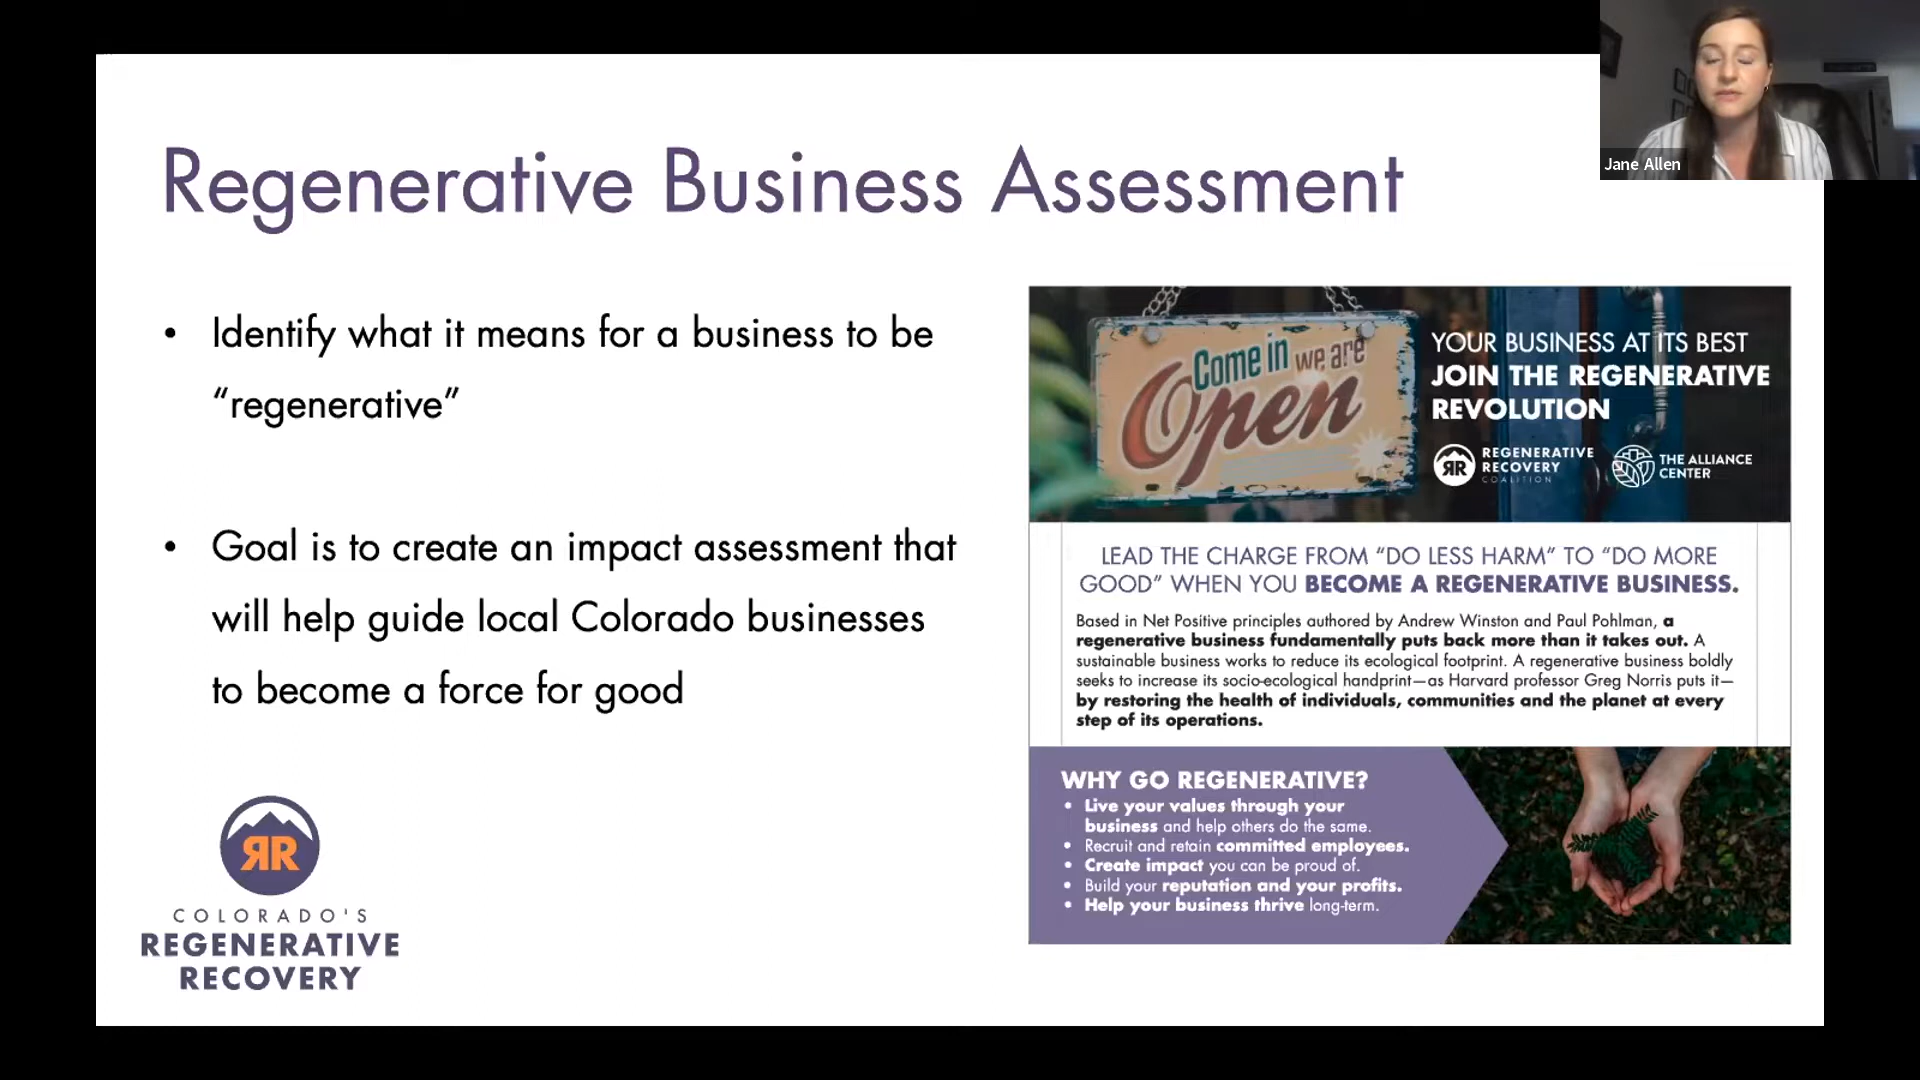 Regenerative Business Assessment
Jane Allen
• Identify what it means for a business to be
“regenerative”
• Goal is to create an impact assessment that
will help guide local Colorado businesses
to become a force for good
RR
COLORADO'S
REGENERATIVE
RECOVERY
Come in we are
Open
YOUR BUSINESS AT ITS BEST
JOIN THE REGENERATIVE
REVOLUTION
RR
REGENERATIVE
RECOVERY
COALITION
THE ALLIANCE
CENTER
LEAD THE CHARGE FROM “DO LESS HARM” TO “DO MORE
GOOD” WHEN YOU BECOME A REGENERATIVE BUSINESS.
Based in Net Positive principles authored by Andrew Winston and Paul Pohlman, a
regenerative business fundamentally puts back more than it takes out. A
sustainable business works to reduce its ecological footprint. A regenerative business boldly
seeks to increase its socio-ecological handprint—as Harvard professor Greg Norris puts it—
by restoring the health of individuals, communities and the planet at every
step of its operations.
WHY GO REGENERATIVE?
• Live your values through your
business and help others do the same.
• Recruit and retain committed employees.
• Create impact you can be proud of.
• Build your reputation and your profits.
• Help your business thrive long-term.